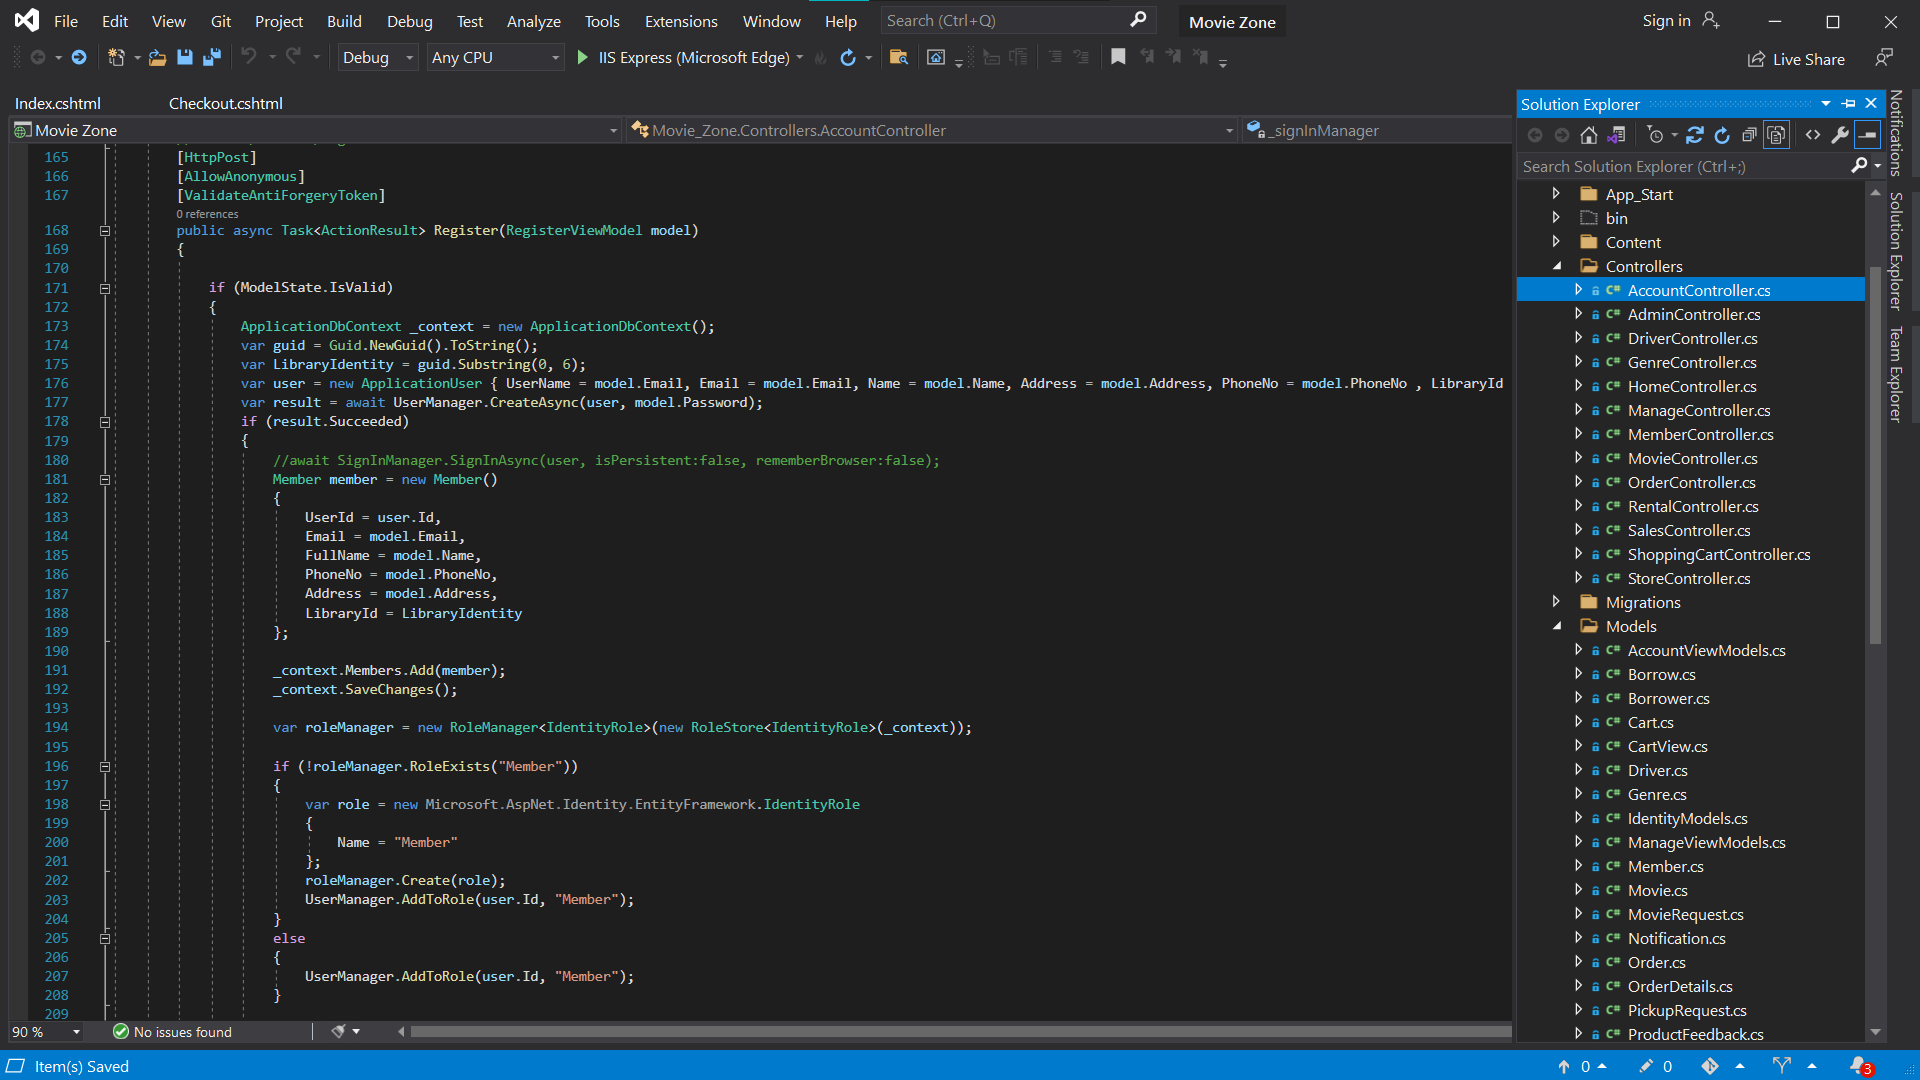 File Edit View Git Project Build Debug Test Analyze Tools Extensions Window Help Search (Ctrl+Q) Movie Zone Sign in
Debug Any CPU IIS Express (Microsoft Edge) Live Share
Index.cshtml Checkout.cshtml
Movie Zone Movie_Zone.Controllers.AccountController _signInManager
165 [HttpPost]
166 [AllowAnonymous]
167 [ValidateAntiForgeryToken]
0 references
168 public async Task<ActionResult> Register(RegisterViewModel model)
169 {
170
171 if (ModelState.IsValid)
172 {
173 ApplicationDbContext _context = new ApplicationDbContext();
174 var guid = Guid.NewGuid().ToString();
175 var LibraryIdentity = guid.Substring(0, 6);
176 var user = new ApplicationUser { UserName = model.Email, Email = model.Email, Name = model.Name, Address = model.Address, PhoneNo = model.PhoneNo , LibraryId
177 var result = await UserManager.CreateAsync(user, model.Password);
178 if (result.Succeeded)
179 {
180 //await SignInManager.SignInAsync(user, isPersistent:false, rememberBrowser:false);
181 Member member = new Member()
182 {
183 UserId = user.Id,
184 Email = model.Email,
185 FullName = model.Name,
186 PhoneNo = model.PhoneNo,
187 Address = model.Address,
188 LibraryId = LibraryIdentity
189 };
190
191 _context.Members.Add(member);
192 _context.SaveChanges();
193
194 var roleManager = new RoleManager<IdentityRole>(new RoleStore<IdentityRole>(_context));
195
196 if (!roleManager.RoleExists("Member"))
197 {
198 var role = new Microsoft.AspNet.Identity.EntityFramework.IdentityRole
199 {
200 Name = "Member"
201 };
202 roleManager.Create(role);
203 UserManager.AddToRole(user.Id, "Member");
204 }
205 else
206 {
207 UserManager.AddToRole(user.Id, "Member");
208 }
209
90 % No issues found
Solution Explorer
Search Solution Explorer (Ctrl+;)
App_Start
bin
Content
Controllers
C# AccountController.cs
C# AdminController.cs
C# DriverController.cs
C# GenreController.cs
C# HomeController.cs
C# ManageController.cs
C# MemberController.cs
C# MovieController.cs
C# OrderController.cs
C# RentalController.cs
C# SalesController.cs
C# ShoppingCartController.cs
C# StoreController.cs
Migrations
Models
C# AccountViewModels.cs
C# Borrow.cs
C# Borrower.cs
C# Cart.cs
C# CartView.cs
C# Driver.cs
C# Genre.cs
C# IdentityModels.cs
C# ManageViewModels.cs
C# Member.cs
C# Movie.cs
C# MovieRequest.cs
C# Notification.cs
C# Order.cs
C# OrderDetails.cs
C# PickupRequest.cs
C# ProductFeedback.cs
Notifications
Solution Explorer
Team Explorer
Item(s) Saved 0 0 3